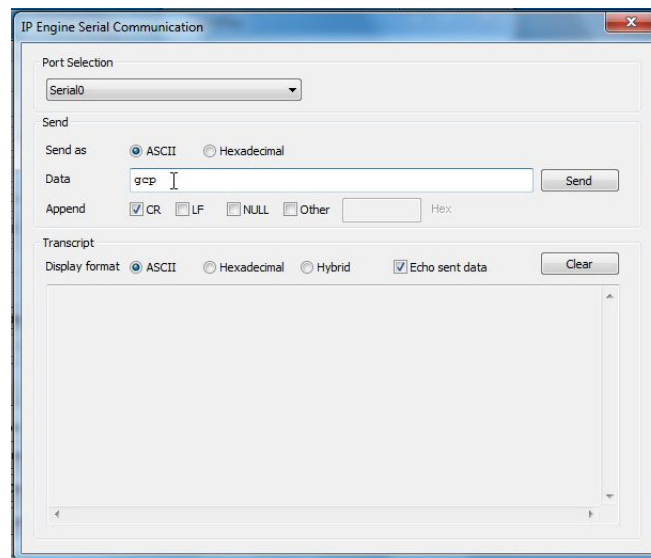 IP Engine Serial Communication
Port Selection
Serial0
Send
Send as ASCII Hexadecimal
Data gcp Send
Append CR LF NULL Other Hex
Transcript
Display format ASCII Hexadecimal Hybrid Echo sent data Clear